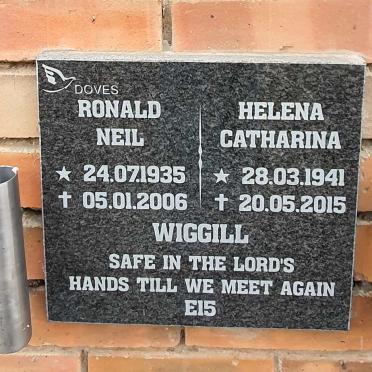 DOVES
RONALD
NEIL
★ 24.07.1935
✝ 05.01.2006
HELENA
CATHARINA
★ 28.03.1941
✝ 20.05.2015
WIGGILL
SAFE IN THE LORD'S
HANDS TILL WE MEET AGAIN
E15